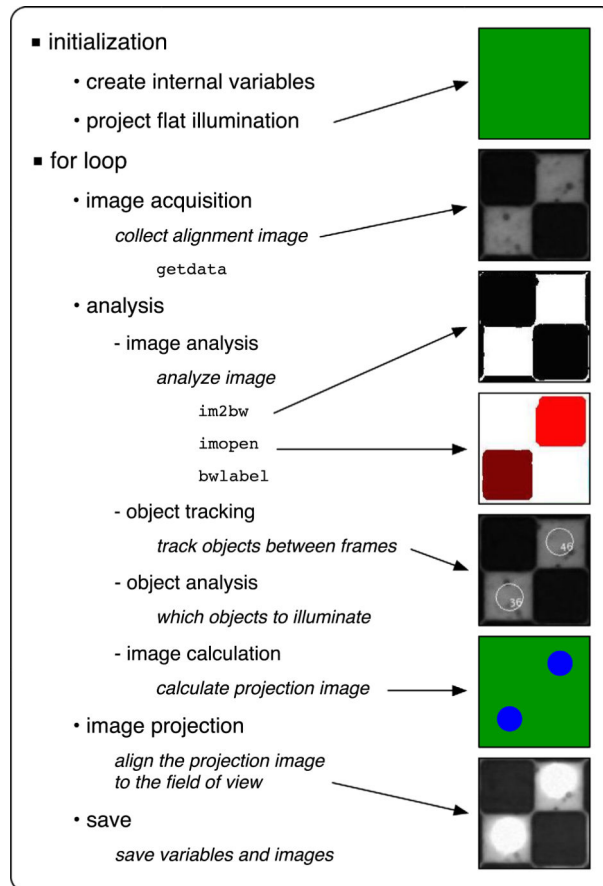 ▪ initialization
• create internal variables
• project flat illumination
▪ for loop
• image acquisition
collect alignment image
getdata
• analysis
- image analysis
analyze image
im2bw
imopen
bwlabel
- object tracking
track objects between frames
46
36
- object analysis
which objects to illuminate
- image calculation
calculate projection image
• image projection
align the projection image
to the field of view
• save
save variables and images